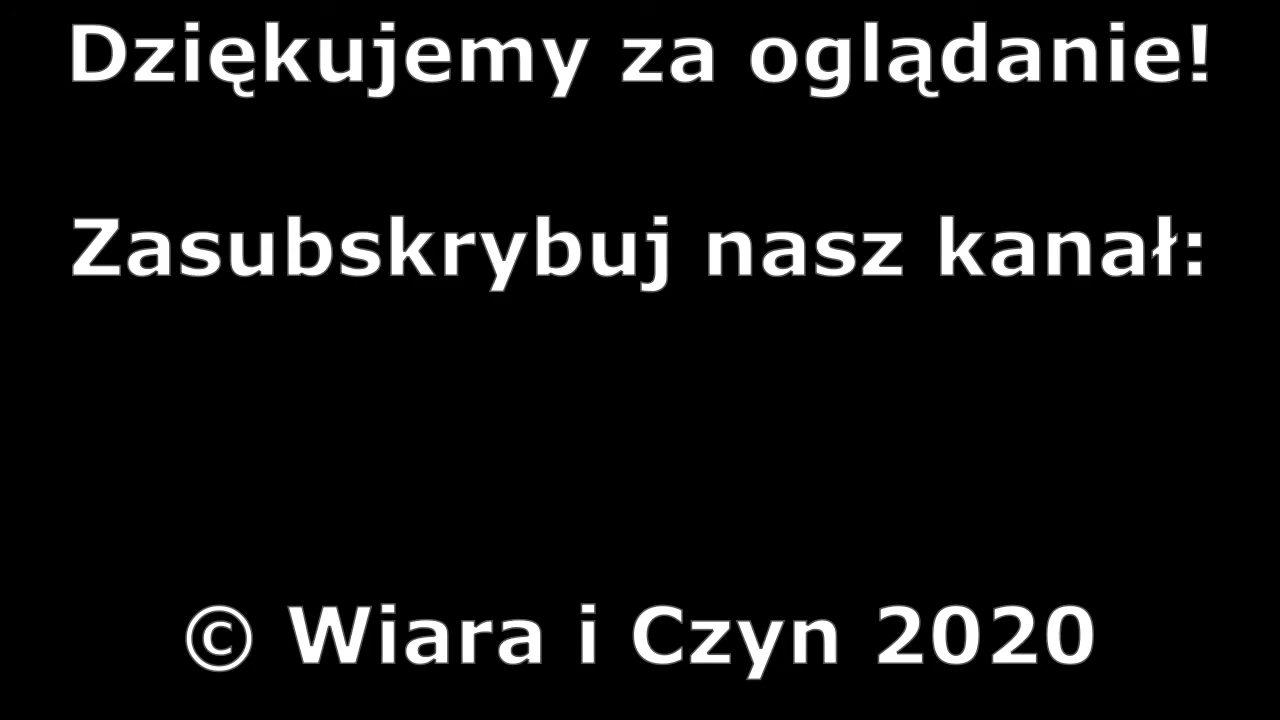 Dziękujemy za oglądanie!
Zasubskrybuj nasz kanał:
© Wiara i Czyn 2020